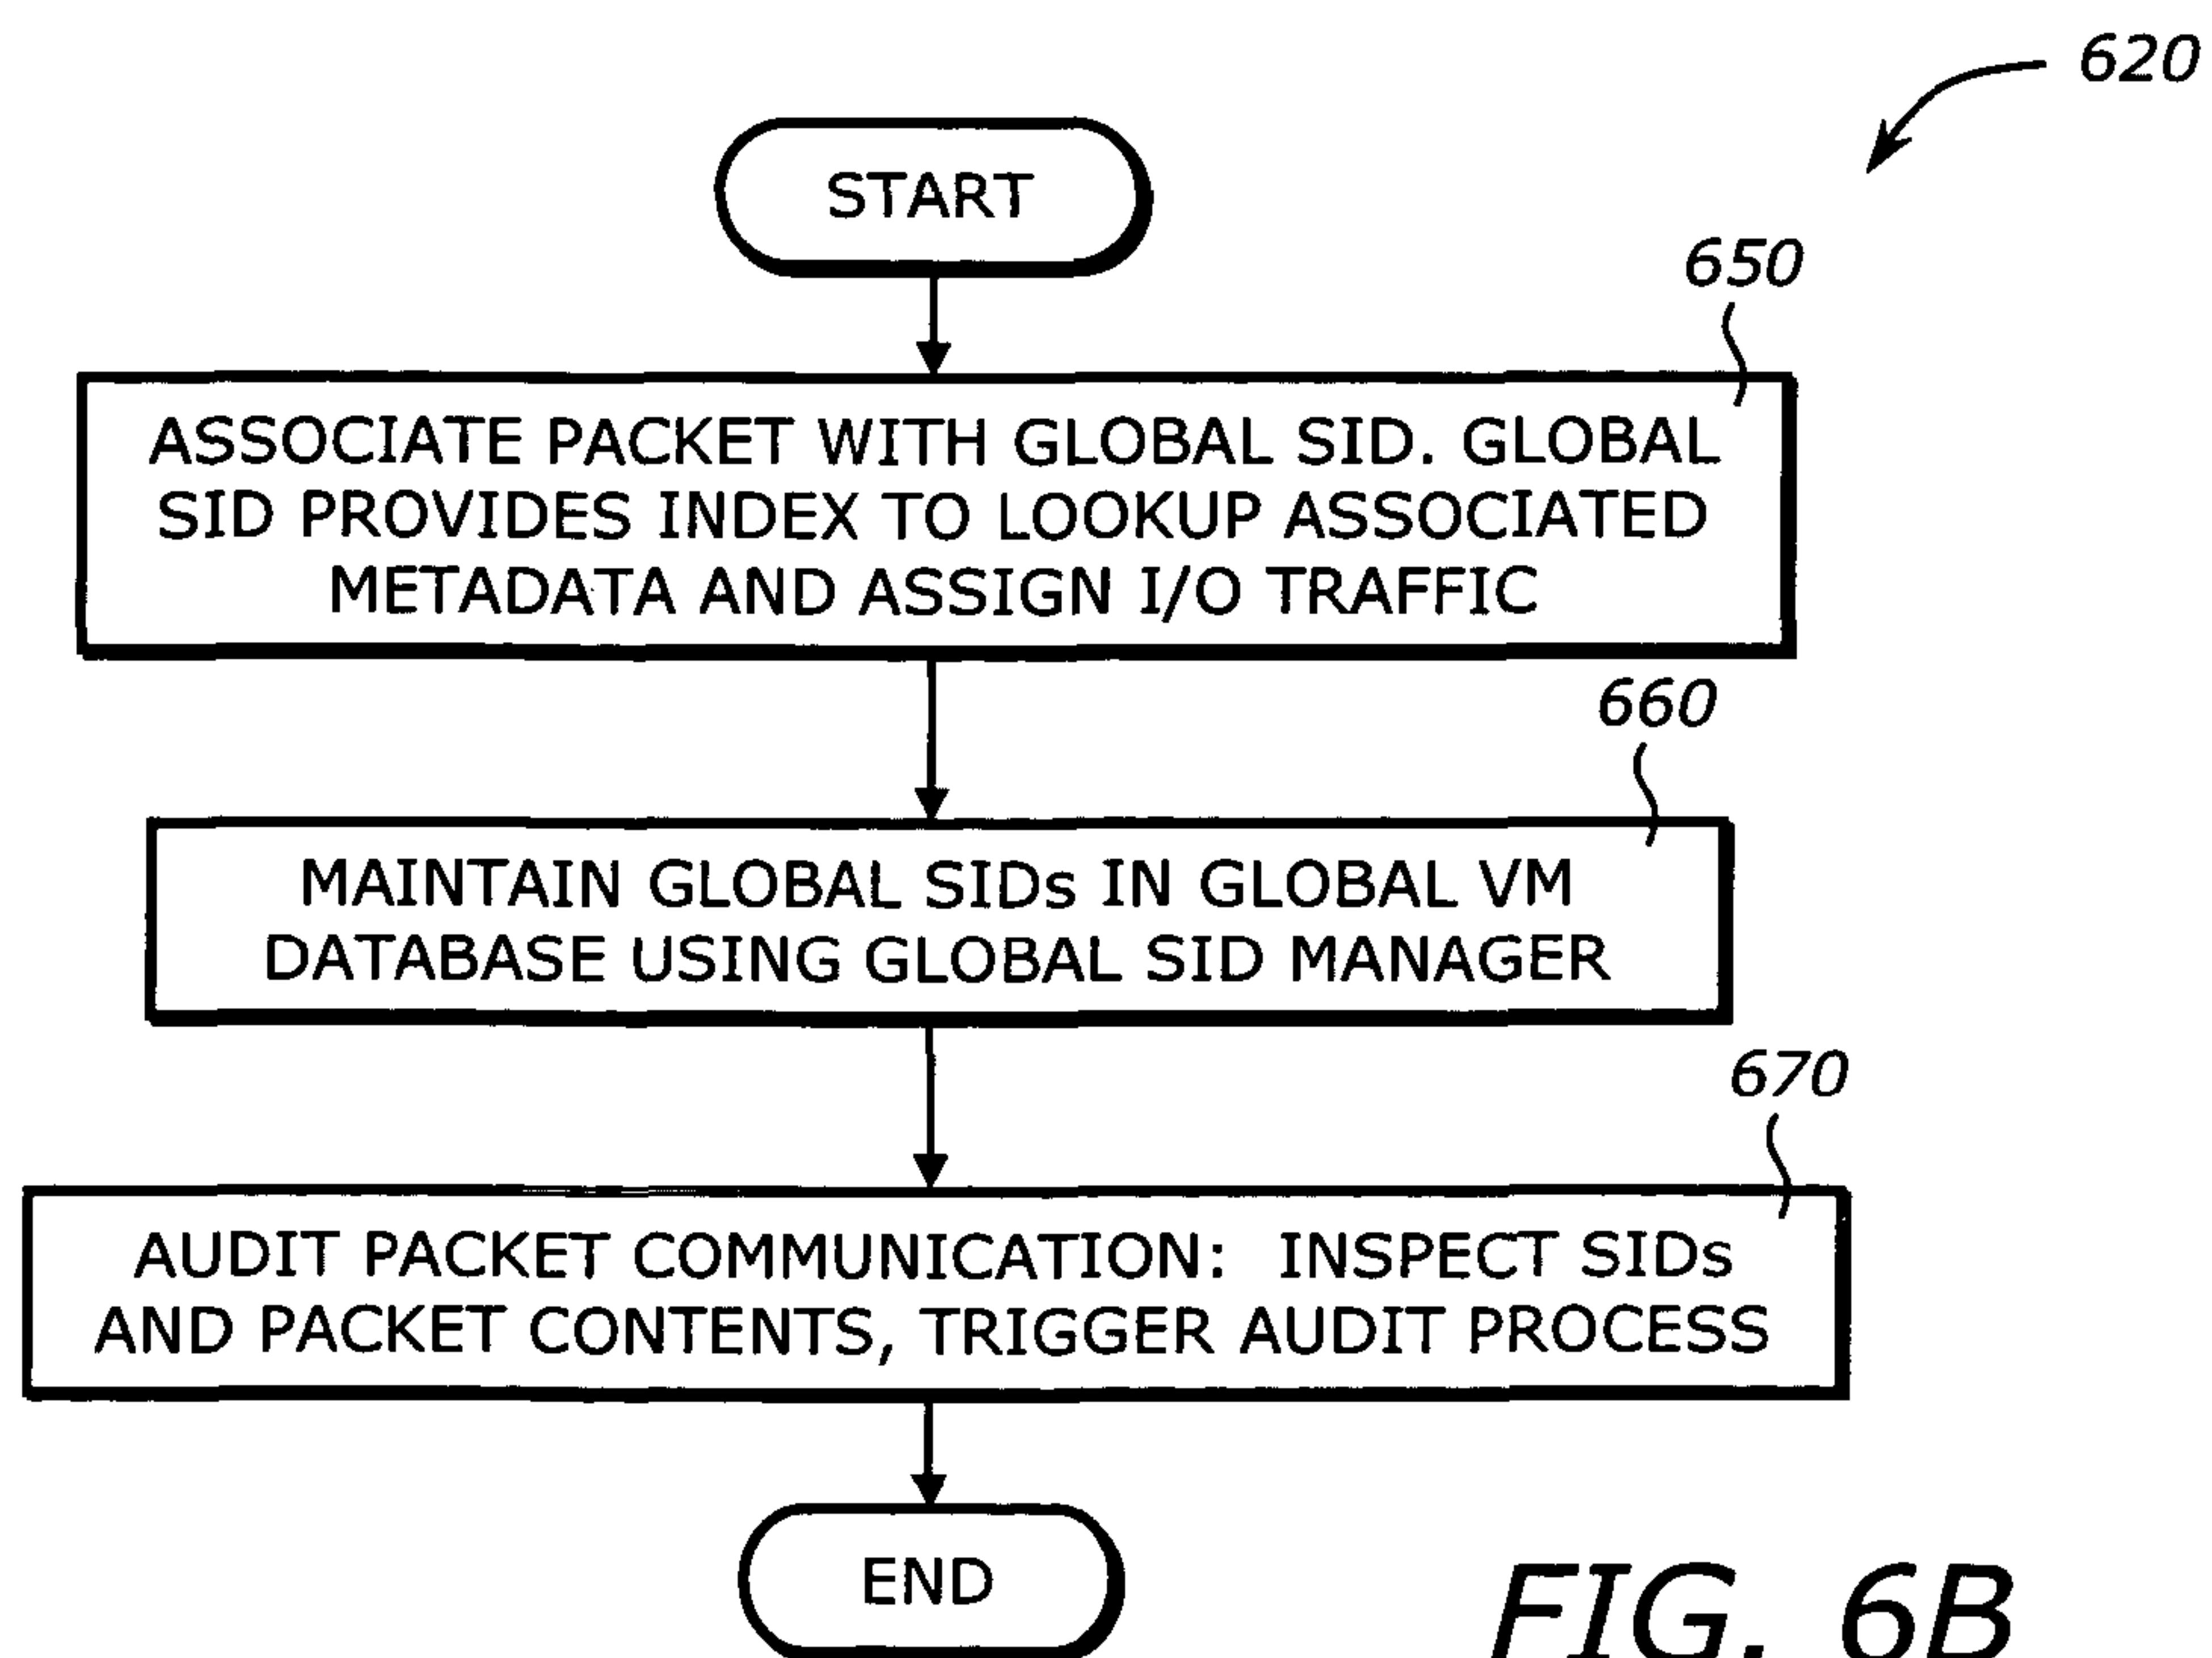 620
START
650
ASSOCIATE PACKET WITH GLOBAL SID. GLOBAL
SID PROVIDES INDEX TO LOOKUP ASSOCIATED
METADATA AND ASSIGN I/O TRAFFIC
660
MAINTAIN GLOBAL SIDs IN GLOBAL VM
DATABASE USING GLOBAL SID MANAGER
670
AUDIT PACKET COMMUNICATION: INSPECT SIDs
AND PACKET CONTENTS, TRIGGER AUDIT PROCESS
END
FIG. 6B